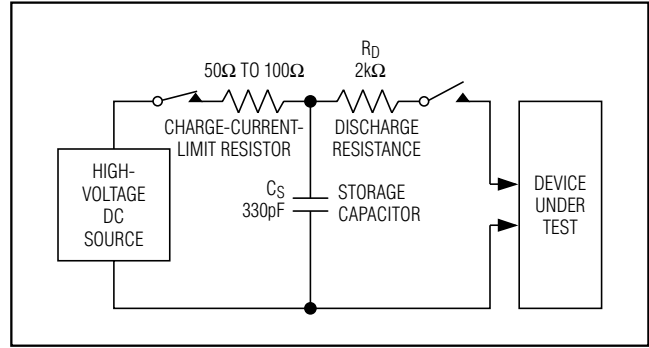 50Ω TO 100Ω
CHARGE-CURRENT-
LIMIT RESISTOR
RD
2kΩ
DISCHARGE
RESISTANCE
HIGH-
VOLTAGE
DC
SOURCE
CS
330pF
STORAGE
CAPACITOR
DEVICE
UNDER
TEST